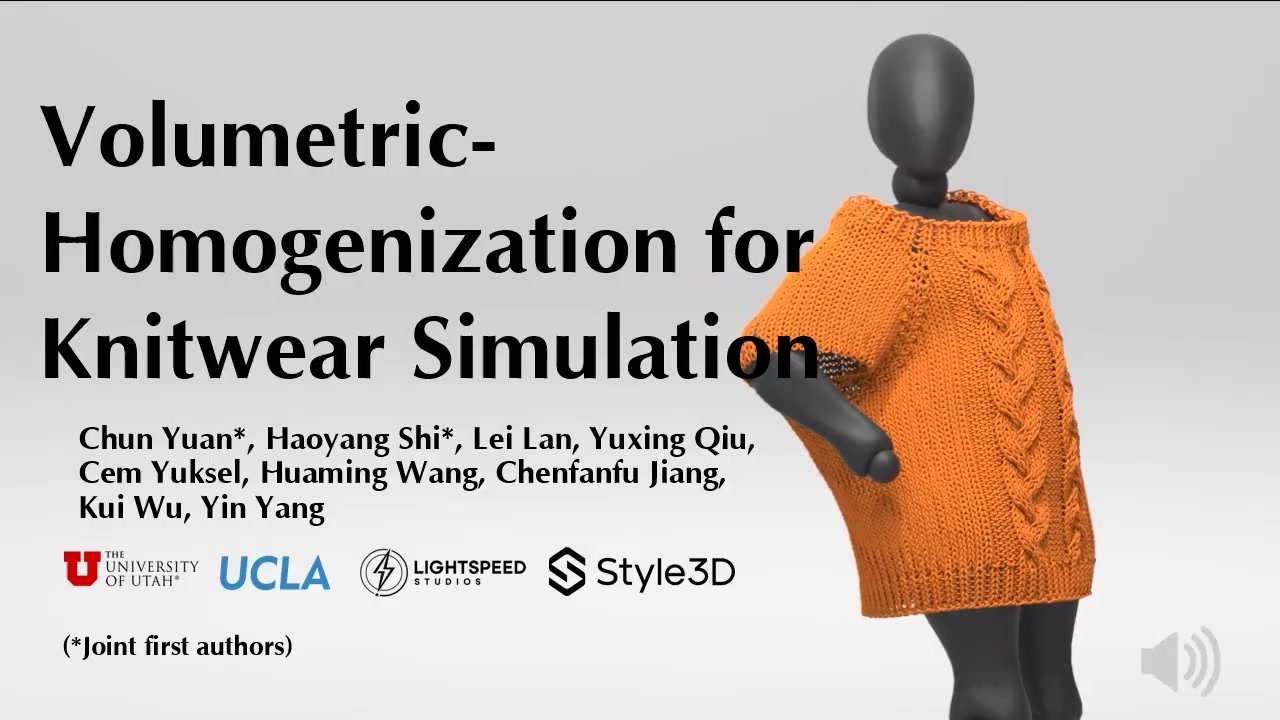 Volumetric-
Homogenization for
Knitwear Simulation
Chun Yuan*, Haoyang Shi*, Lei Lan, Yuxing Qiu,
Cem Yuksel, Huaming Wang, Chenfanfu Jiang,
Kui Wu, Yin Yang
THE
UNIVERSITY
OF UTAH®
UCLA
LIGHTSPEED
STUDIOS
Style3D
(*Joint first authors)